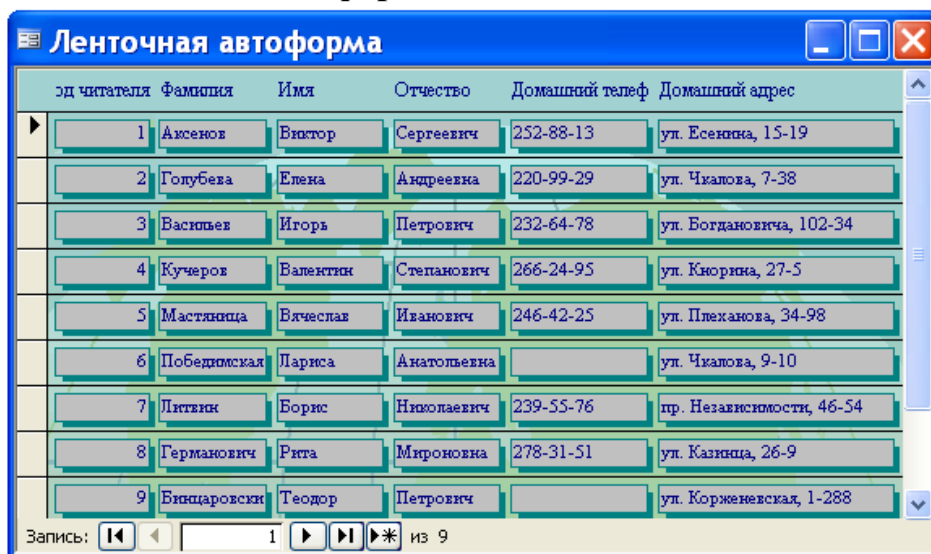 Ленточная автоформа
од читателя Фамилия Имя Отчество Домашний телеф Домашний адрес
1 Аксенов Виктор Сергеевич 252-88-13 ул. Есенина, 15-19
2 Голубева Елена Андреевна 220-99-29 ул. Чкалова, 7-38
3 Васильев Игорь Петрович 232-64-78 ул. Богдановича, 102-34
4 Кучеров Валентин Степанович 266-24-95 ул. Кнорина, 27-5
5 Мастяница Вячеслав Иванович 246-42-25 ул. Плеханова, 34-98
6 Победимская Лариса Анатольевна ул. Чкалова, 9-10
7 Литвин Борис Николаевич 239-55-76 пр. Независимости, 46-54
8 Германович Рита Мироновна 278-31-51 ул. Казинца, 26-9
9 Бинцаровски Теодор Петрович ул. Корженевская, 1-288
Запись: 1 из 9